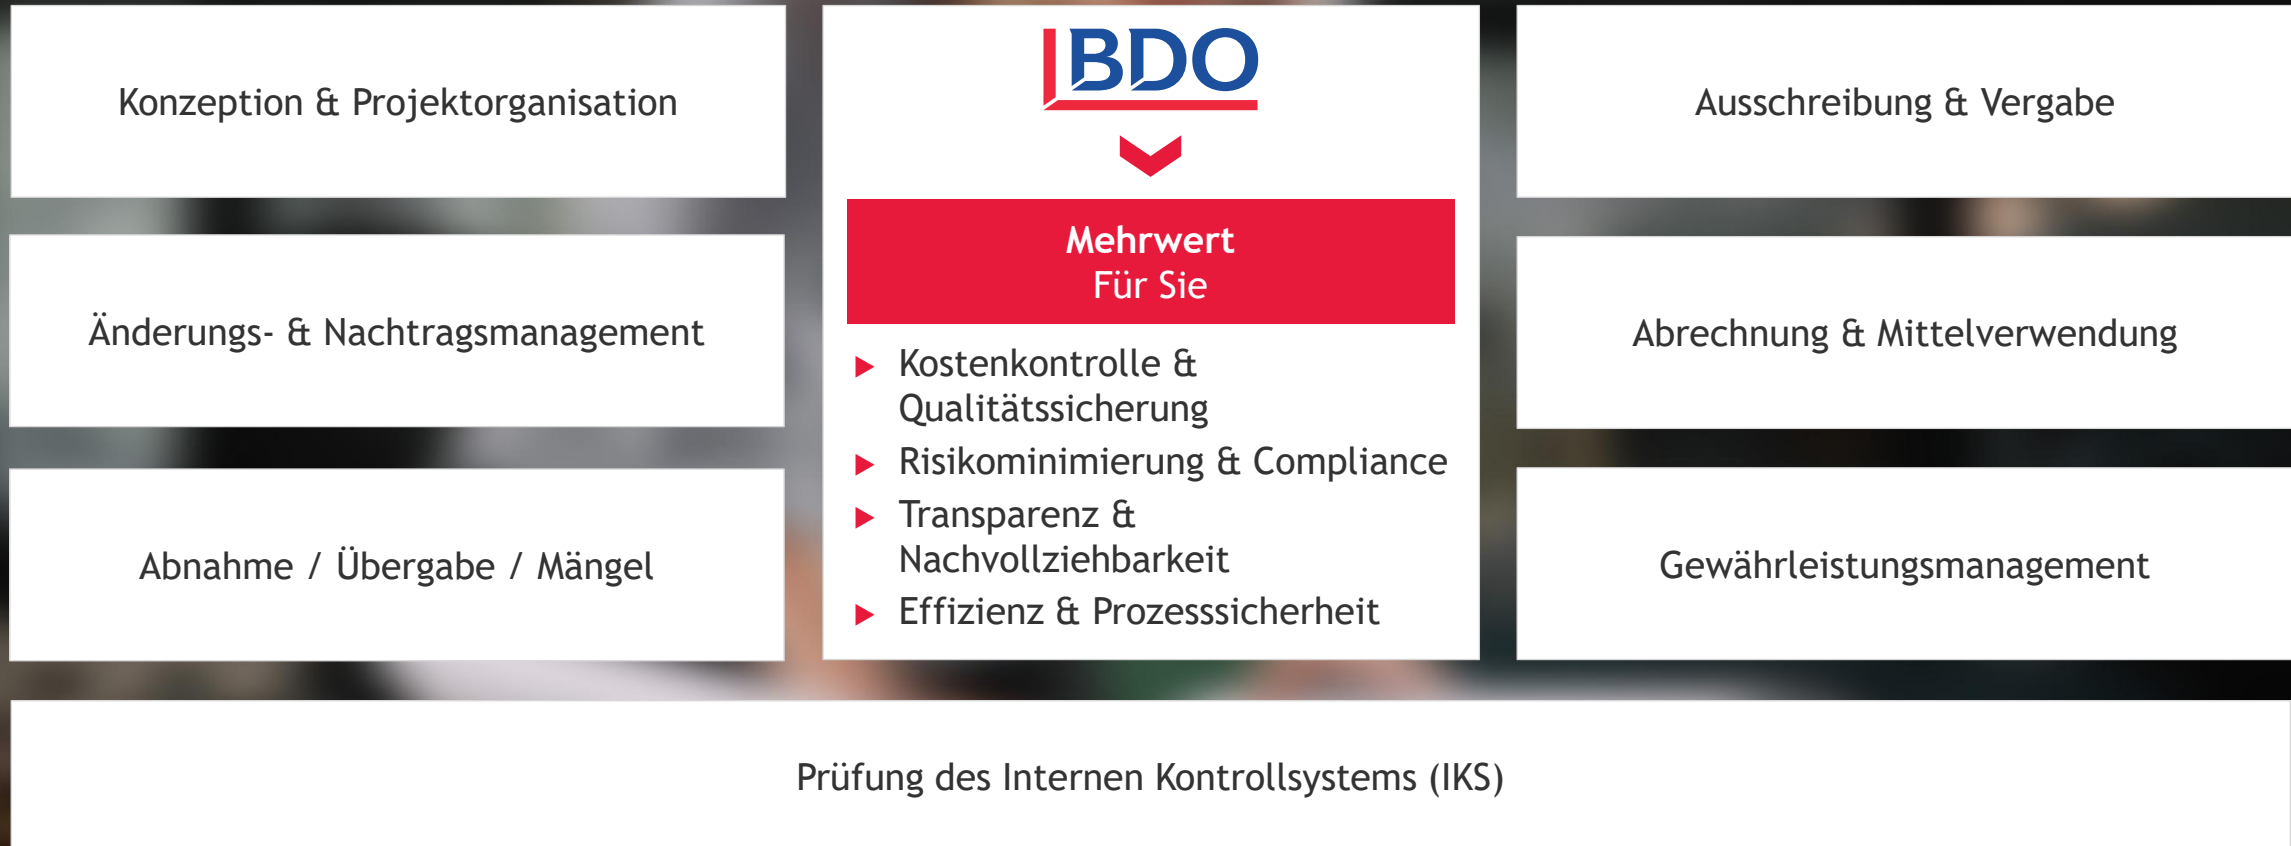 Konzeption & Projektorganisation
Änderungs- & Nachtragsmanagement
Abnahme / Übergabe / Mängel
BDO
Mehrwert
Für Sie
Kostenkontrolle &
Qualitätssicherung
Risikominimierung & Compliance
Transparenz &
Nachvollziehbarkeit
Effizienz & Prozesssicherheit
Ausschreibung & Vergabe
Abrechnung & Mittelverwendung
Gewährleistungsmanagement
Prüfung des Internen Kontrollsystems (IKS)